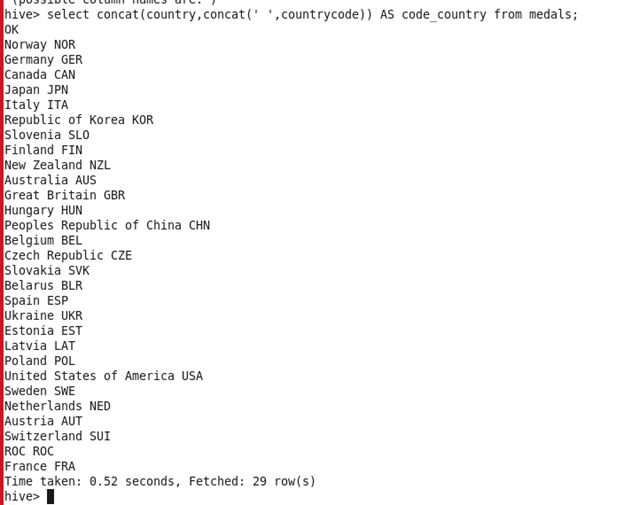 (possible column names are: )
hive> select concat(country,concat(' ',countrycode)) AS code_country from medals;
OK
Norway NOR
Germany GER
Canada CAN
Japan JPN
Italy ITA
Republic of Korea KOR
Slovenia SLO
Finland FIN
New Zealand NZL
Australia AUS
Great Britain GBR
Hungary HUN
Peoples Republic of China CHN
Belgium BEL
Czech Republic CZE
Slovakia SVK
Belarus BLR
Spain ESP
Ukraine UKR
Estonia EST
Latvia LAT
Poland POL
United States of America USA
Sweden SWE
Netherlands NED
Austria AUT
Switzerland SUI
ROC ROC
France FRA
Time taken: 0.52 seconds, Fetched: 29 row(s)
hive>